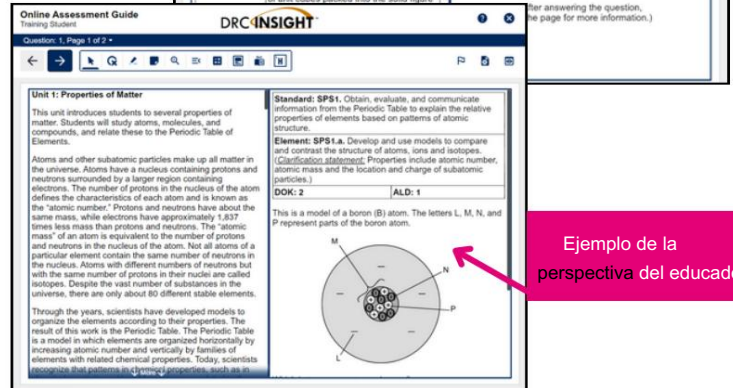 of unit cubes packed into the solid figure
fter answering the question,
he page for more information.)
Online Assessment Guide
Training Student
DRC INSIGHT
Question: 1, Page 1 of 2
Unit 1: Properties of Matter
This unit introduces students to several properties of
matter. Students will study atoms, molecules, and
compounds, and relate these to the Periodic Table of
Elements.
Atoms and other subatomic particles make up all matter in
the universe. Atoms have a nucleus containing protons and
neutrons surrounded by a larger region containing
electrons. The number of protons in the nucleus of the atom
defines the characteristics of each atom and is known as
the "atomic number." Protons and neutrons have about the
same mass, while electrons have approximately 1,837
times less mass than protons and neutrons. The "atomic
mass" of an atom is equivalent to the number of protons
and neutrons in the nucleus of the atom. Not all atoms of a
particular element contain the same number of neutrons in
the nucleus. Atoms with different numbers of neutrons but
with the same number of protons in their nuclei are called
isotopes. Despite the vast number of substances in the
universe, there are only about 80 different stable elements.
Through the years, scientists have developed models to
organize the elements according to their properties. The
result of this work is the Periodic Table. The Periodic Table
is a model in which elements are organized horizontally by
increasing atomic number and vertically by families of
elements with related chemical properties. Today, scientists
recognize that patterns in chemical properties, such as in
Standard: SPS1. Obtain, evaluate, and communicate
information from the Periodic Table to explain the relative
properties of elements based on patterns of atomic
structure.
Element: SPS1.a. Develop and use models to compare
and contrast the structure of atoms, ions and isotopes.
(Clarification statement: Properties include atomic number,
atomic mass and the location and charge of subatomic
particles.)
DOK: 2 ALD: 1
This is a model of a boron (B) atom. The letters L, M, N, and
P represent parts of the boron atom.
M
N
P
L
Ejemplo de la
perspectiva del educado